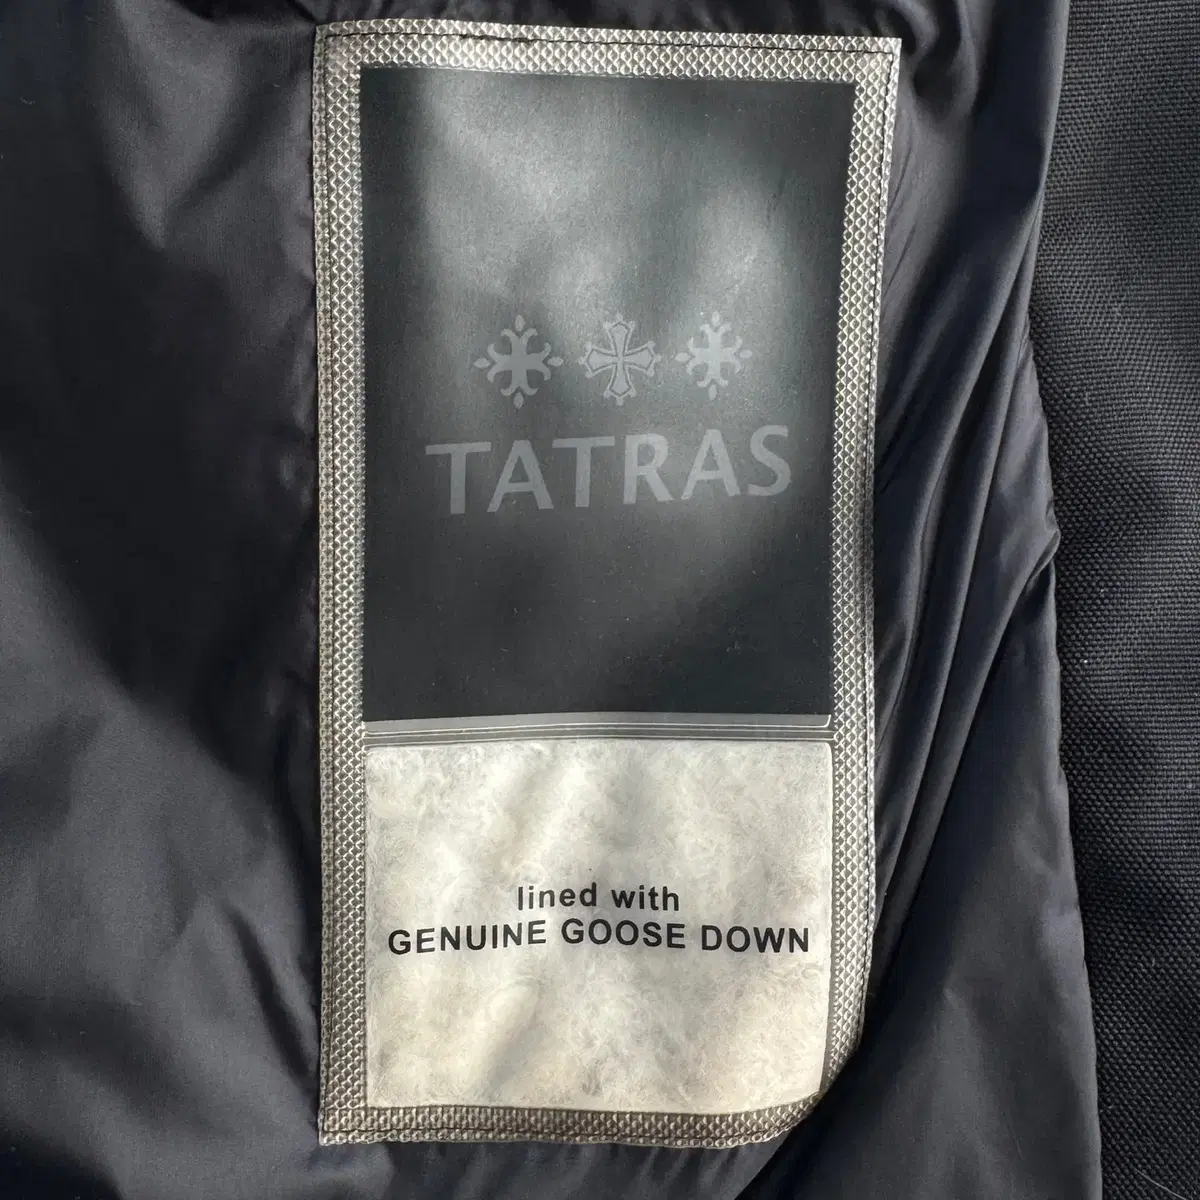 TATRAS
lined with
GENUINE GOOSE DOWN